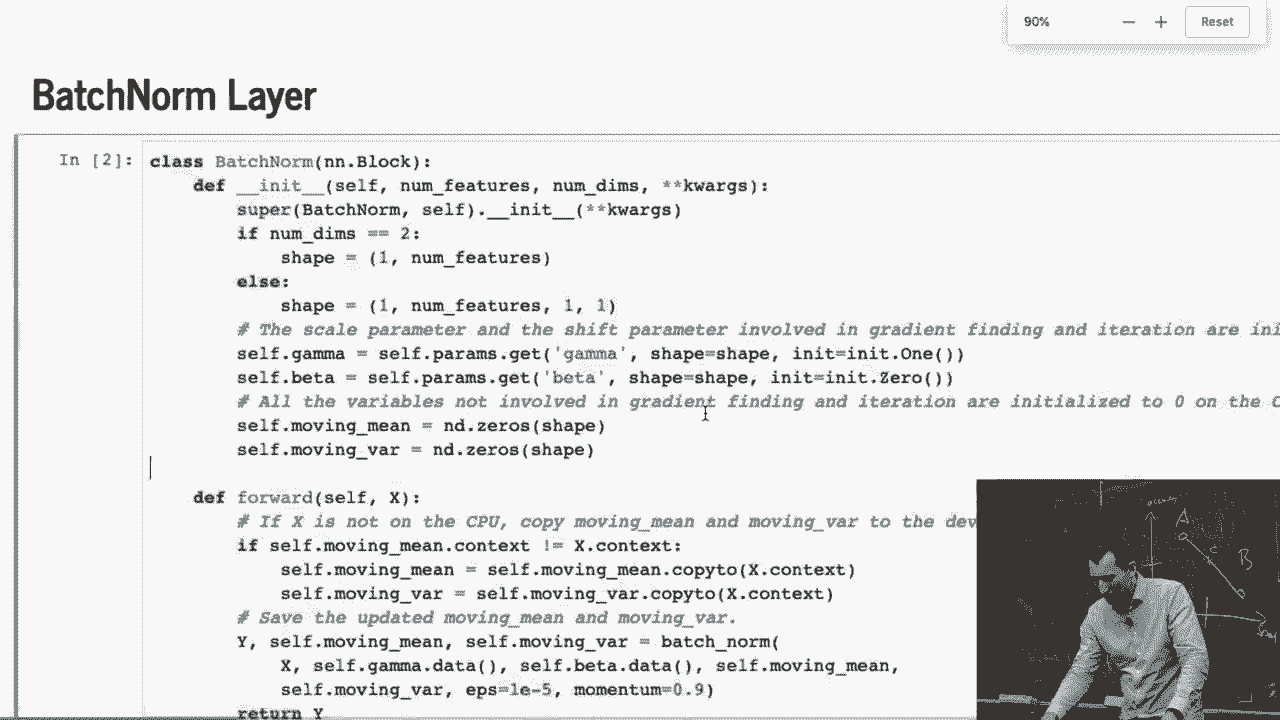 90%
Reset
BatchNorm Layer
In [2]:
class BatchNorm(nn.Block):
    def __init__(self, num_features, num_dims, **kwargs):
        super(BatchNorm, self).__init__(**kwargs)
        if num_dims == 2:
            shape = (1, num_features)
        else:
            shape = (1, num_features, 1, 1)
        # The scale parameter and the shift parameter involved in gradient finding and iteration are
        self.gamma = self.params.get('gamma', shape=shape, init=init.One())
        self.beta = self.params.get('beta', shape=shape, init=init.Zero())
        # All the variables not involved in gradient finding and iteration are initialized to 0 on the
        self.moving_mean = nd.zeros(shape)
        self.moving_var = nd.zeros(shape)
    def forward(self, X):
        # If X is not on the CPU, copy moving_mean and moving_var to the
        if self.moving_mean.context != X.context:
            self.moving_mean = self.moving_mean.copyto(X.context)
            self.moving_var = self.moving_var.copyto(X.context)
        # Save the updated moving_mean and moving_var.
        Y, self.moving_mean, self.moving_var = batch_norm(
            X, self.gamma.data(), self.beta.data(), self.moving_mean,
            self.moving_var, eps=1e-5, momentum=0.9)
        return Y
A
C
B